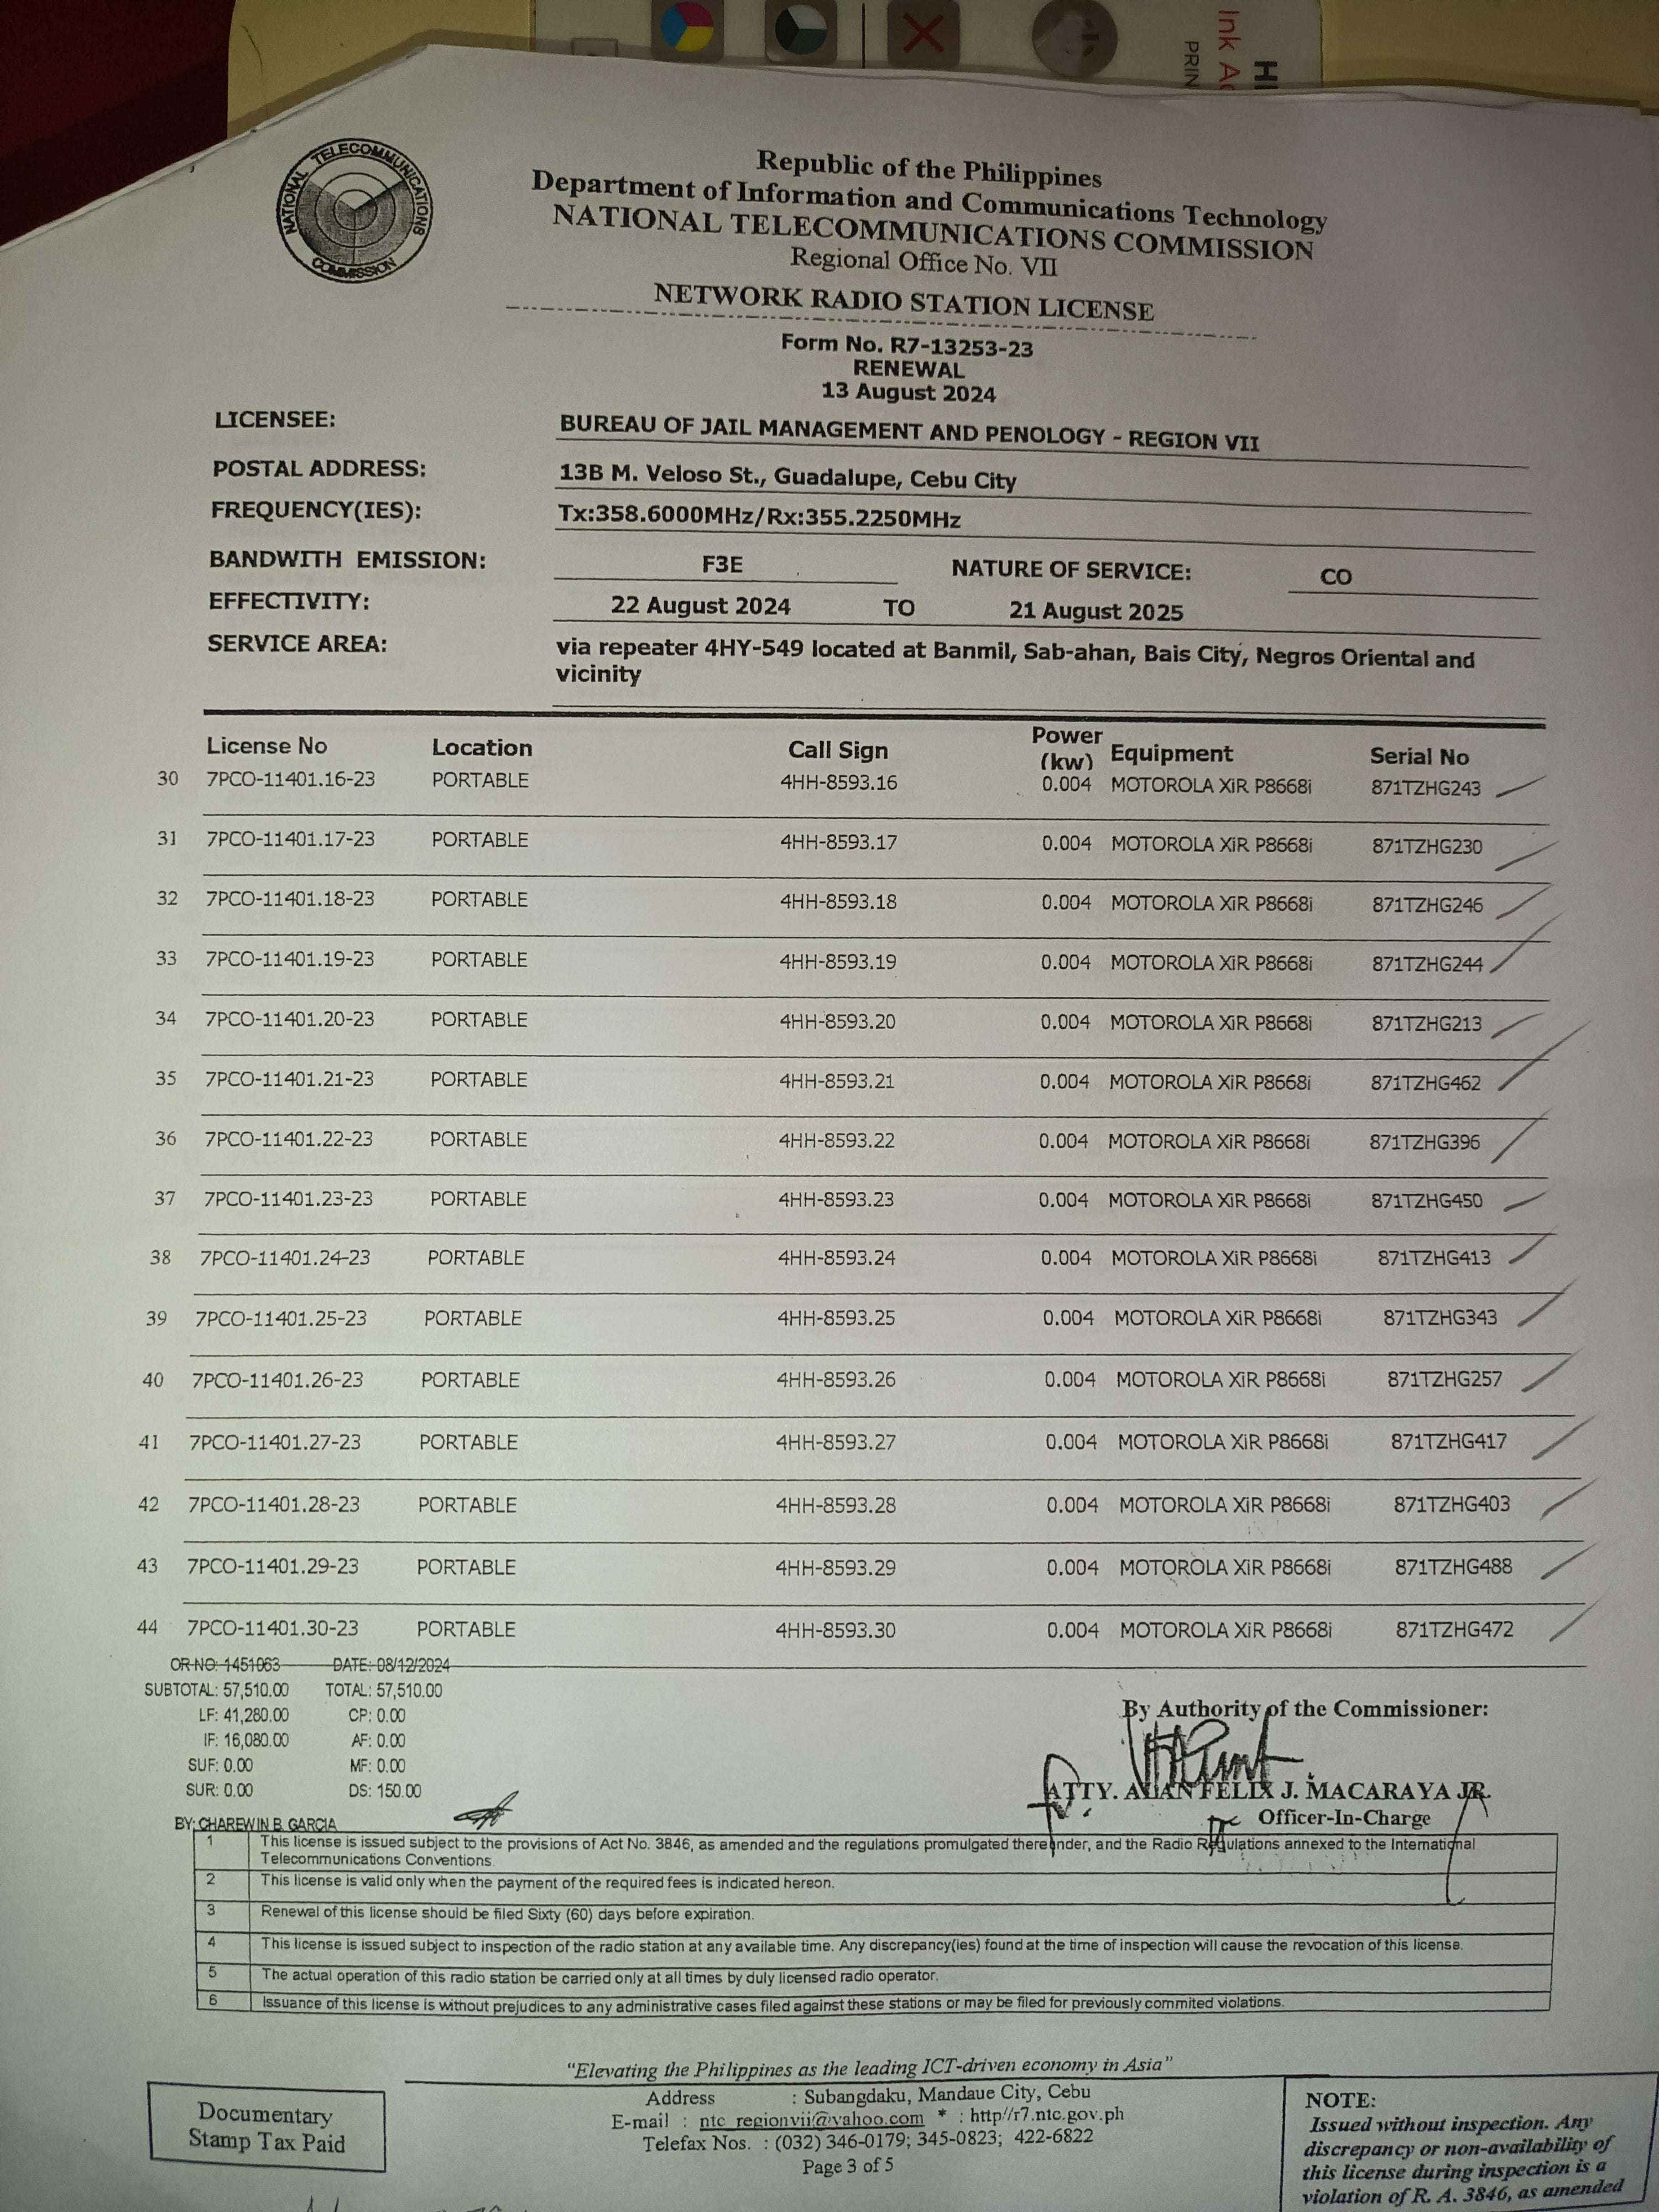 Ink A
PRIN
H
NATIONAL TELECOMMUNICATIONS COMMISSION
Republic of the Philippines
Department of Information and Communications Technology
NATIONAL TELECOMMUNICATIONS COMMISSION
Regional Office No. VII
NETWORK RADIO STATION LICENSE
Form No. R7-13253-23
RENEWAL
13 August 2024
LICENSEE: BUREAU OF JAIL MANAGEMENT AND PENOLOGY - REGION VII
POSTAL ADDRESS: 13B M. Veloso St., Guadalupe, Cebu City
FREQUENCY(IES): Tx:358.6000MHz/Rx:355.2250MHz
BANDWITH EMISSION: F3E NATURE OF SERVICE: CO
EFFECTIVITY: 22 August 2024 TO 21 August 2025
SERVICE AREA: via repeater 4HY-549 located at Banmil, Sab-ahan, Bais City, Negros Oriental and
vicinity
License No Location Call Sign Power (kw) Equipment Serial No
30 7PCO-11401.16-23 PORTABLE 4HH-8593.16 0.004 MOTOROLA XiR P8668i 871TZHG243
31 7PCO-11401.17-23 PORTABLE 4HH-8593.17 0.004 MOTOROLA XiR P8668i 871TZHG230
32 7PCO-11401.18-23 PORTABLE 4HH-8593.18 0.004 MOTOROLA XiR P8668i 871TZHG246
33 7PCO-11401.19-23 PORTABLE 4HH-8593.19 0.004 MOTOROLA XiR P8668i 871TZHG244
34 7PCO-11401.20-23 PORTABLE 4HH-8593.20 0.004 MOTOROLA XiR P8668i 871TZHG213
35 7PCO-11401.21-23 PORTABLE 4HH-8593.21 0.004 MOTOROLA XiR P8668i 871TZHG462
36 7PCO-11401.22-23 PORTABLE 4HH-8593.22 0.004 MOTOROLA XiR P8668i 871TZHG396
37 7PCO-11401.23-23 PORTABLE 4HH-8593.23 0.004 MOTOROLA XiR P8668i 871TZHG450
38 7PCO-11401.24-23 PORTABLE 4HH-8593.24 0.004 MOTOROLA XiR P8668i 871TZHG413
39 7PCO-11401.25-23 PORTABLE 4HH-8593.25 0.004 MOTOROLA XiR P8668i 871TZHG343
40 7PCO-11401.26-23 PORTABLE 4HH-8593.26 0.004 MOTOROLA XiR P8668i 871TZHG257
41 7PCO-11401.27-23 PORTABLE 4HH-8593.27 0.004 MOTOROLA XiR P8668i 871TZHG417
42 7PCO-11401.28-23 PORTABLE 4HH-8593.28 0.004 MOTOROLA XiR P8668i 871TZHG403
43 7PCO-11401.29-23 PORTABLE 4HH-8593.29 0.004 MOTOROLA XiR P8668i 871TZHG488
44 7PCO-11401.30-23 PORTABLE 4HH-8593.30 0.004 MOTOROLA XiR P8668i 871TZHG472
OR NO: 1451063 DATE: 08/12/2024
SUBTOTAL: 57,510.00 TOTAL: 57,510.00
LF: 41,280.00 CP: 0.00
IF: 16,080.00 AF: 0.00
SUF: 0.00 MF: 0.00
SUR: 0.00 DS: 150.00
BY: CHAREWIN B. GARCIA
By Authority of the Commissioner:
ATTY. ALAN FELIX J. MACARAYA JR.
Officer-In-Charge
1 This license is issued subject to the provisions of Act No. 3846, as amended and the regulations promulgated thereunder, and the Radio Regulations annexed to the International
Telecommunications Conventions.
2 This license is valid only when the payment of the required fees is indicated hereon.
3 Renewal of this license should be filed Sixty (60) days before expiration.
4 This license is issued subject to inspection of the radio station at any available time. Any discrepancy(ies) found at the time of inspection will cause the revocation of this license.
5 The actual operation of this radio station be carried only at all times by duly licensed radio operator.
6 Issuance of this license is without prejudices to any administrative cases filed against these stations or may be filed for previously commited violations.
"Elevating the Philippines as the leading ICT-driven economy in Asia"
Address : Subangdaku, Mandaue City, Cebu
E-mail : ntc_regionvii@yahoo.com * : http//r7.ntc.gov.ph
Telefax Nos. : (032) 346-0179; 345-0823; 422-6822
Page 3 of 5
Documentary
Stamp Tax Paid
NOTE:
Issued without inspection. Any
discrepancy or non-availability of
this license during inspection is a
violation of R. A. 3846, as amended